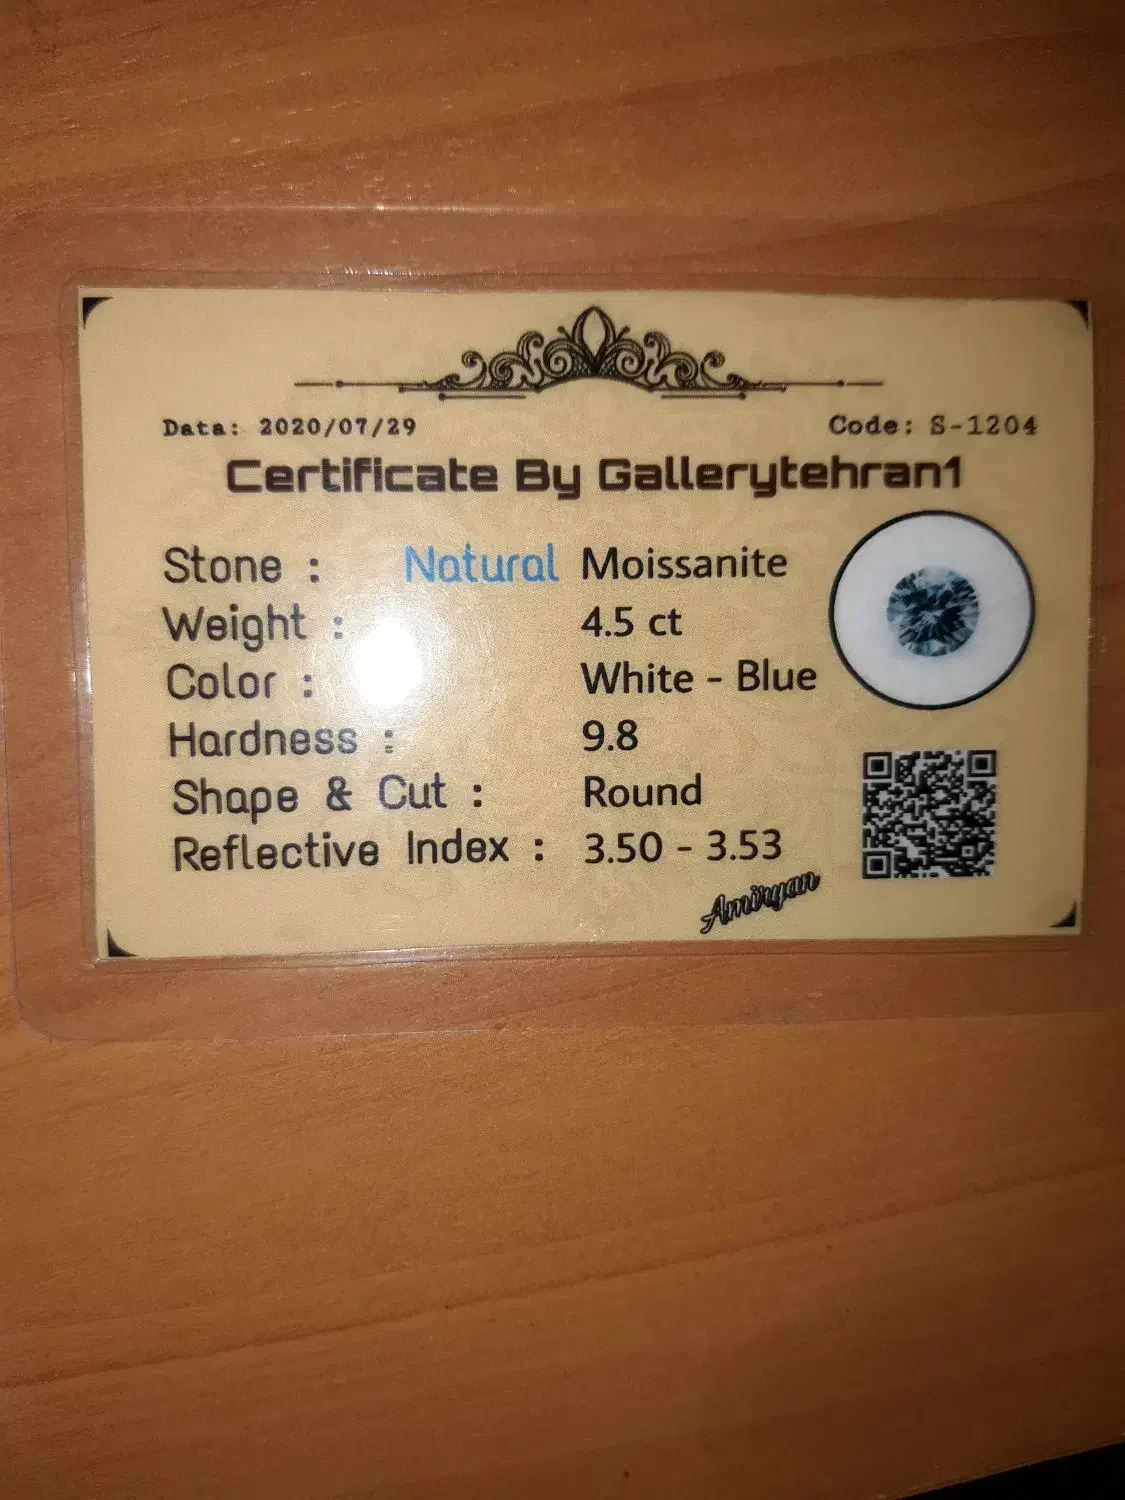 Data: 2020/07/29
Code: S-1204
Certificate By Gallerytehran1
Stone : Natural Moissanite
Weight : 4.5 ct
Color : White - Blue
Hardness : 9.8
Shape & Cut : Round
Reflective Index : 3.50 - 3.53
Amiryan